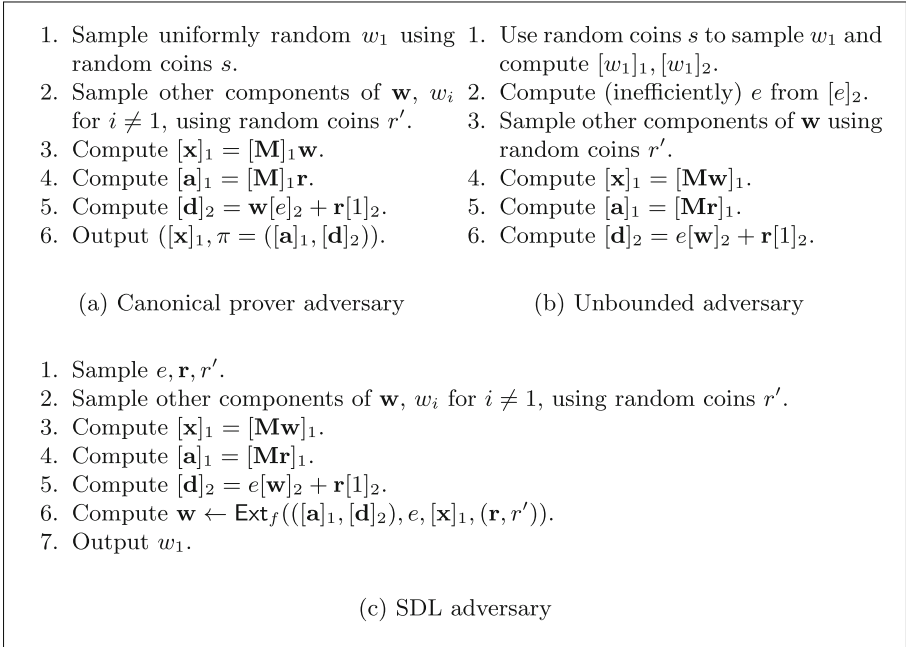 1. Sample uniformly random w₁ using
random coins s.
2. Sample other components of **w**, wᵢ
for i ≠ 1, using random coins r′.
3. Compute [**x**]₁ = [**M**]₁**w**.
4. Compute [**a**]₁ = [**M**]₁**r**.
5. Compute [**d**]₂ = **w**[e]₂ + **r**[1]₂.
6. Output ([**x**]₁, π = ([**a**]₁, [**d**]₂)).
(a) Canonical prover adversary
1. Use random coins s to sample w₁ and
compute [w₁]₁, [w₁]₂.
2. Compute (inefficiently) e from [e]₂.
3. Sample other components of **w** using
random coins r′.
4. Compute [**x**]₁ = [**Mw**]₁.
5. Compute [**a**]₁ = [**Mr**]₁.
6. Compute [**d**]₂ = e[**w**]₂ + **r**[1]₂.
(b) Unbounded adversary
1. Sample e, **r**, r′.
2. Sample other components of **w**, wᵢ for i ≠ 1, using random coins r′.
3. Compute [**x**]₁ = [**Mw**]₁.
4. Compute [**a**]₁ = [**Mr**]₁.
5. Compute [**d**]₂ = e[**w**]₂ + **r**[1]₂.
6. Compute **w** ← Ext_f(([**a**]₁, [**d**]₂), e, [**x**]₁, (**r**, r′)).
7. Output w₁.
(c) SDL adversary